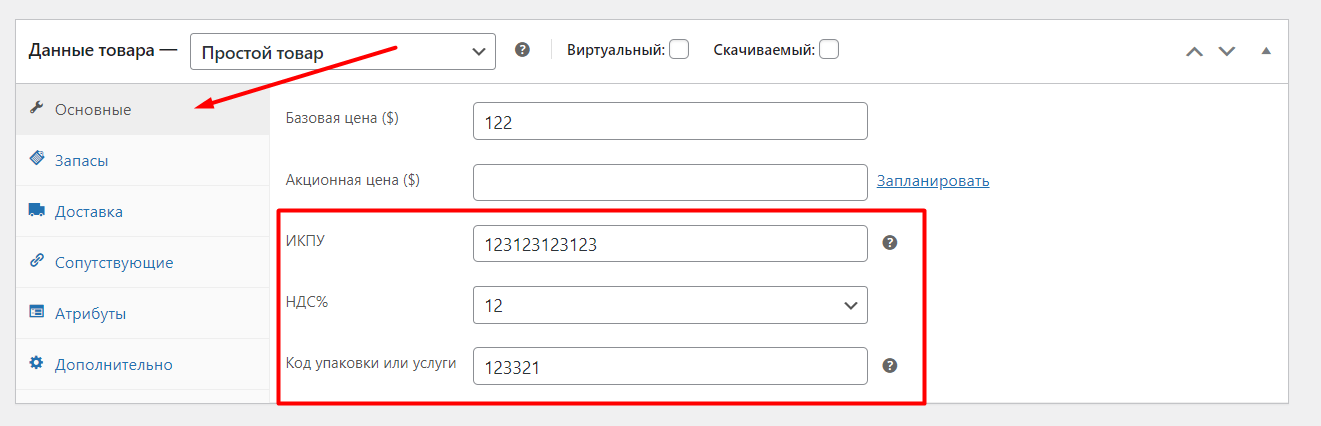 Данные товара — Простой товар ? Виртуальный: Скачиваемый:
Основные
Запасы
Доставка
Сопутствующие
Атрибуты
Дополнительно
Базовая цена ($) 122
Акционная цена ($) Запланировать
ИКПУ 123123123123 ?
НДС% 12
Код упаковки или услуги 123321 ?